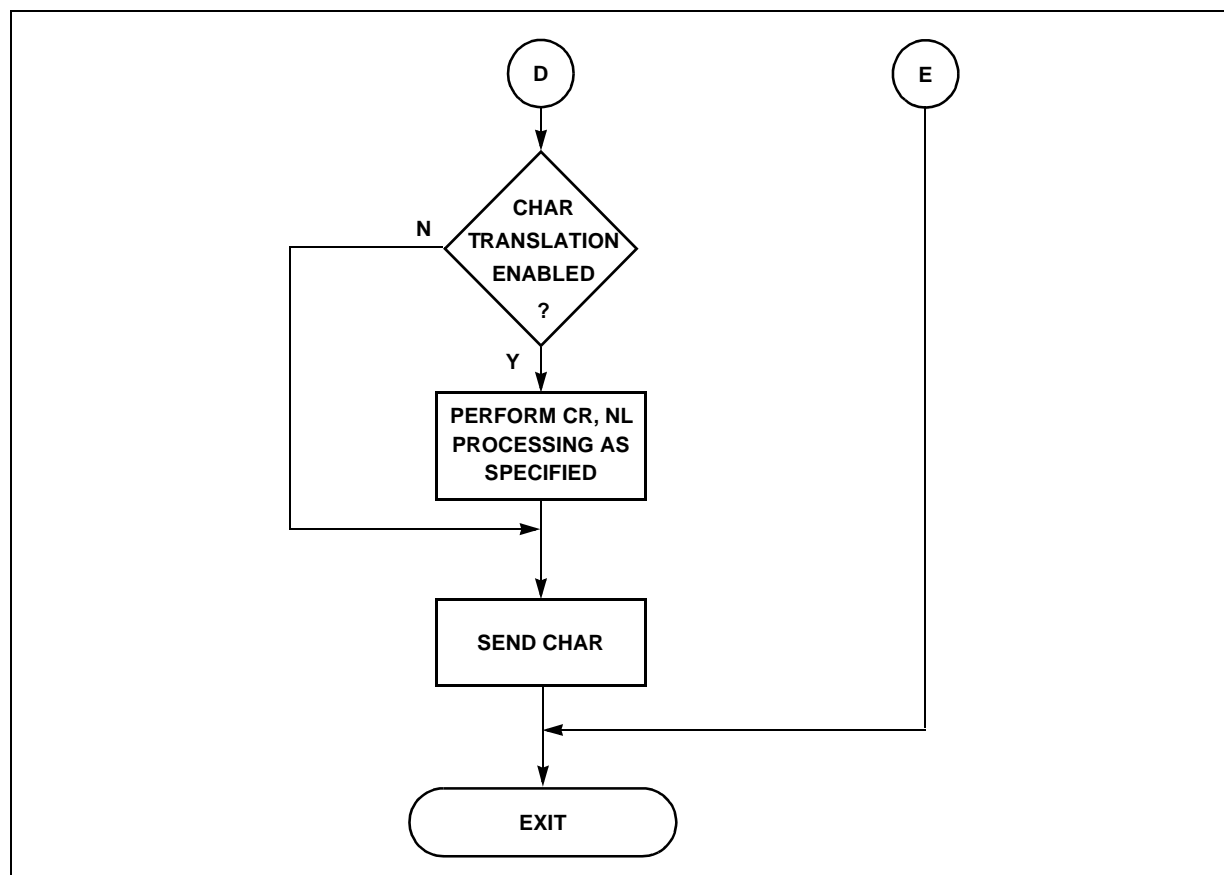 D
E
CHAR
TRANSLATION
ENABLED
?
N
Y
PERFORM CR, NL
PROCESSING AS
SPECIFIED
SEND CHAR
EXIT